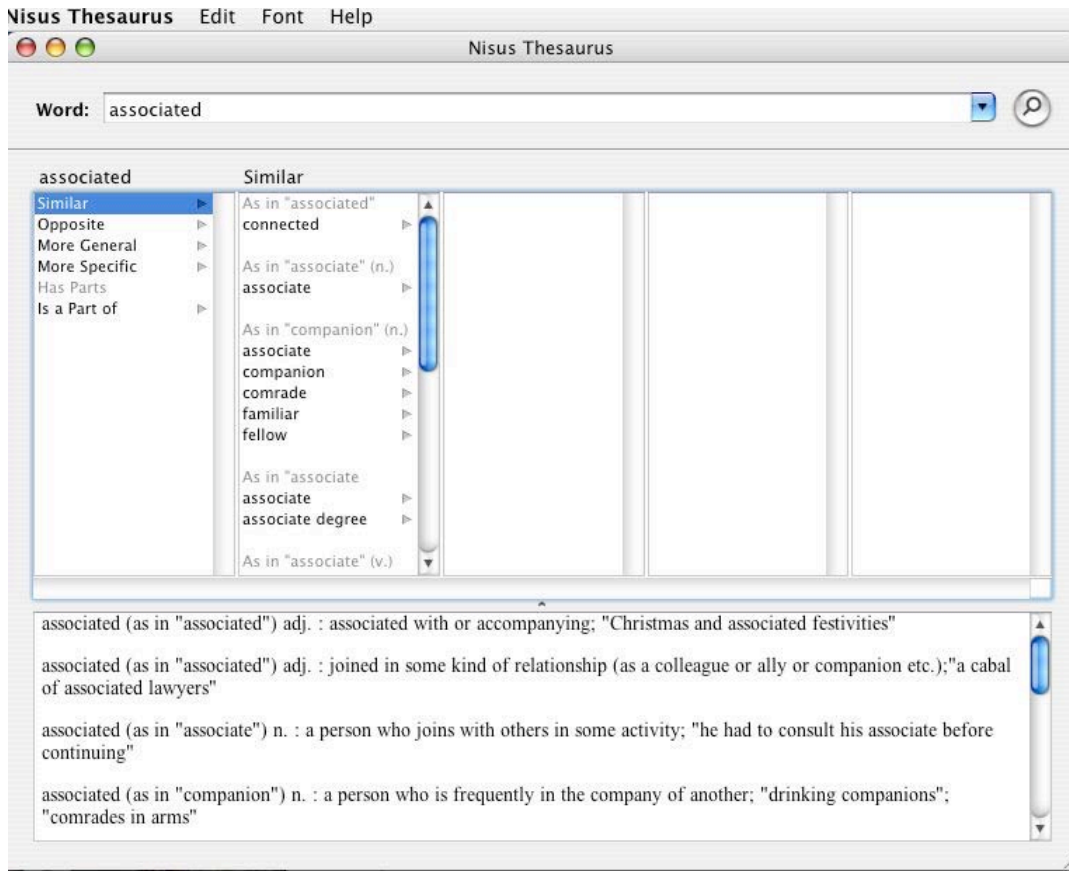 Nisus Thesaurus Edit Font Help
Nisus Thesaurus
Word: associated
associated
Similar
Opposite
More General
More Specific
Has Parts
Is a Part of
Similar
As in "associated"
connected
As in "associate" (n.)
associate
As in "companion" (n.)
associate
companion
comrade
familiar
fellow
As in "associate
associate
associate degree
As in "associate" (v.)
associated (as in "associated") adj. : associated with or accompanying; "Christmas and associated festivities"
associated (as in "associated") adj. : joined in some kind of relationship (as a colleague or ally or companion etc.);"a cabal
of associated lawyers"
associated (as in "associate") n. : a person who joins with others in some activity; "he had to consult his associate before
continuing"
associated (as in "companion") n. : a person who is frequently in the company of another; "drinking companions";
"comrades in arms"